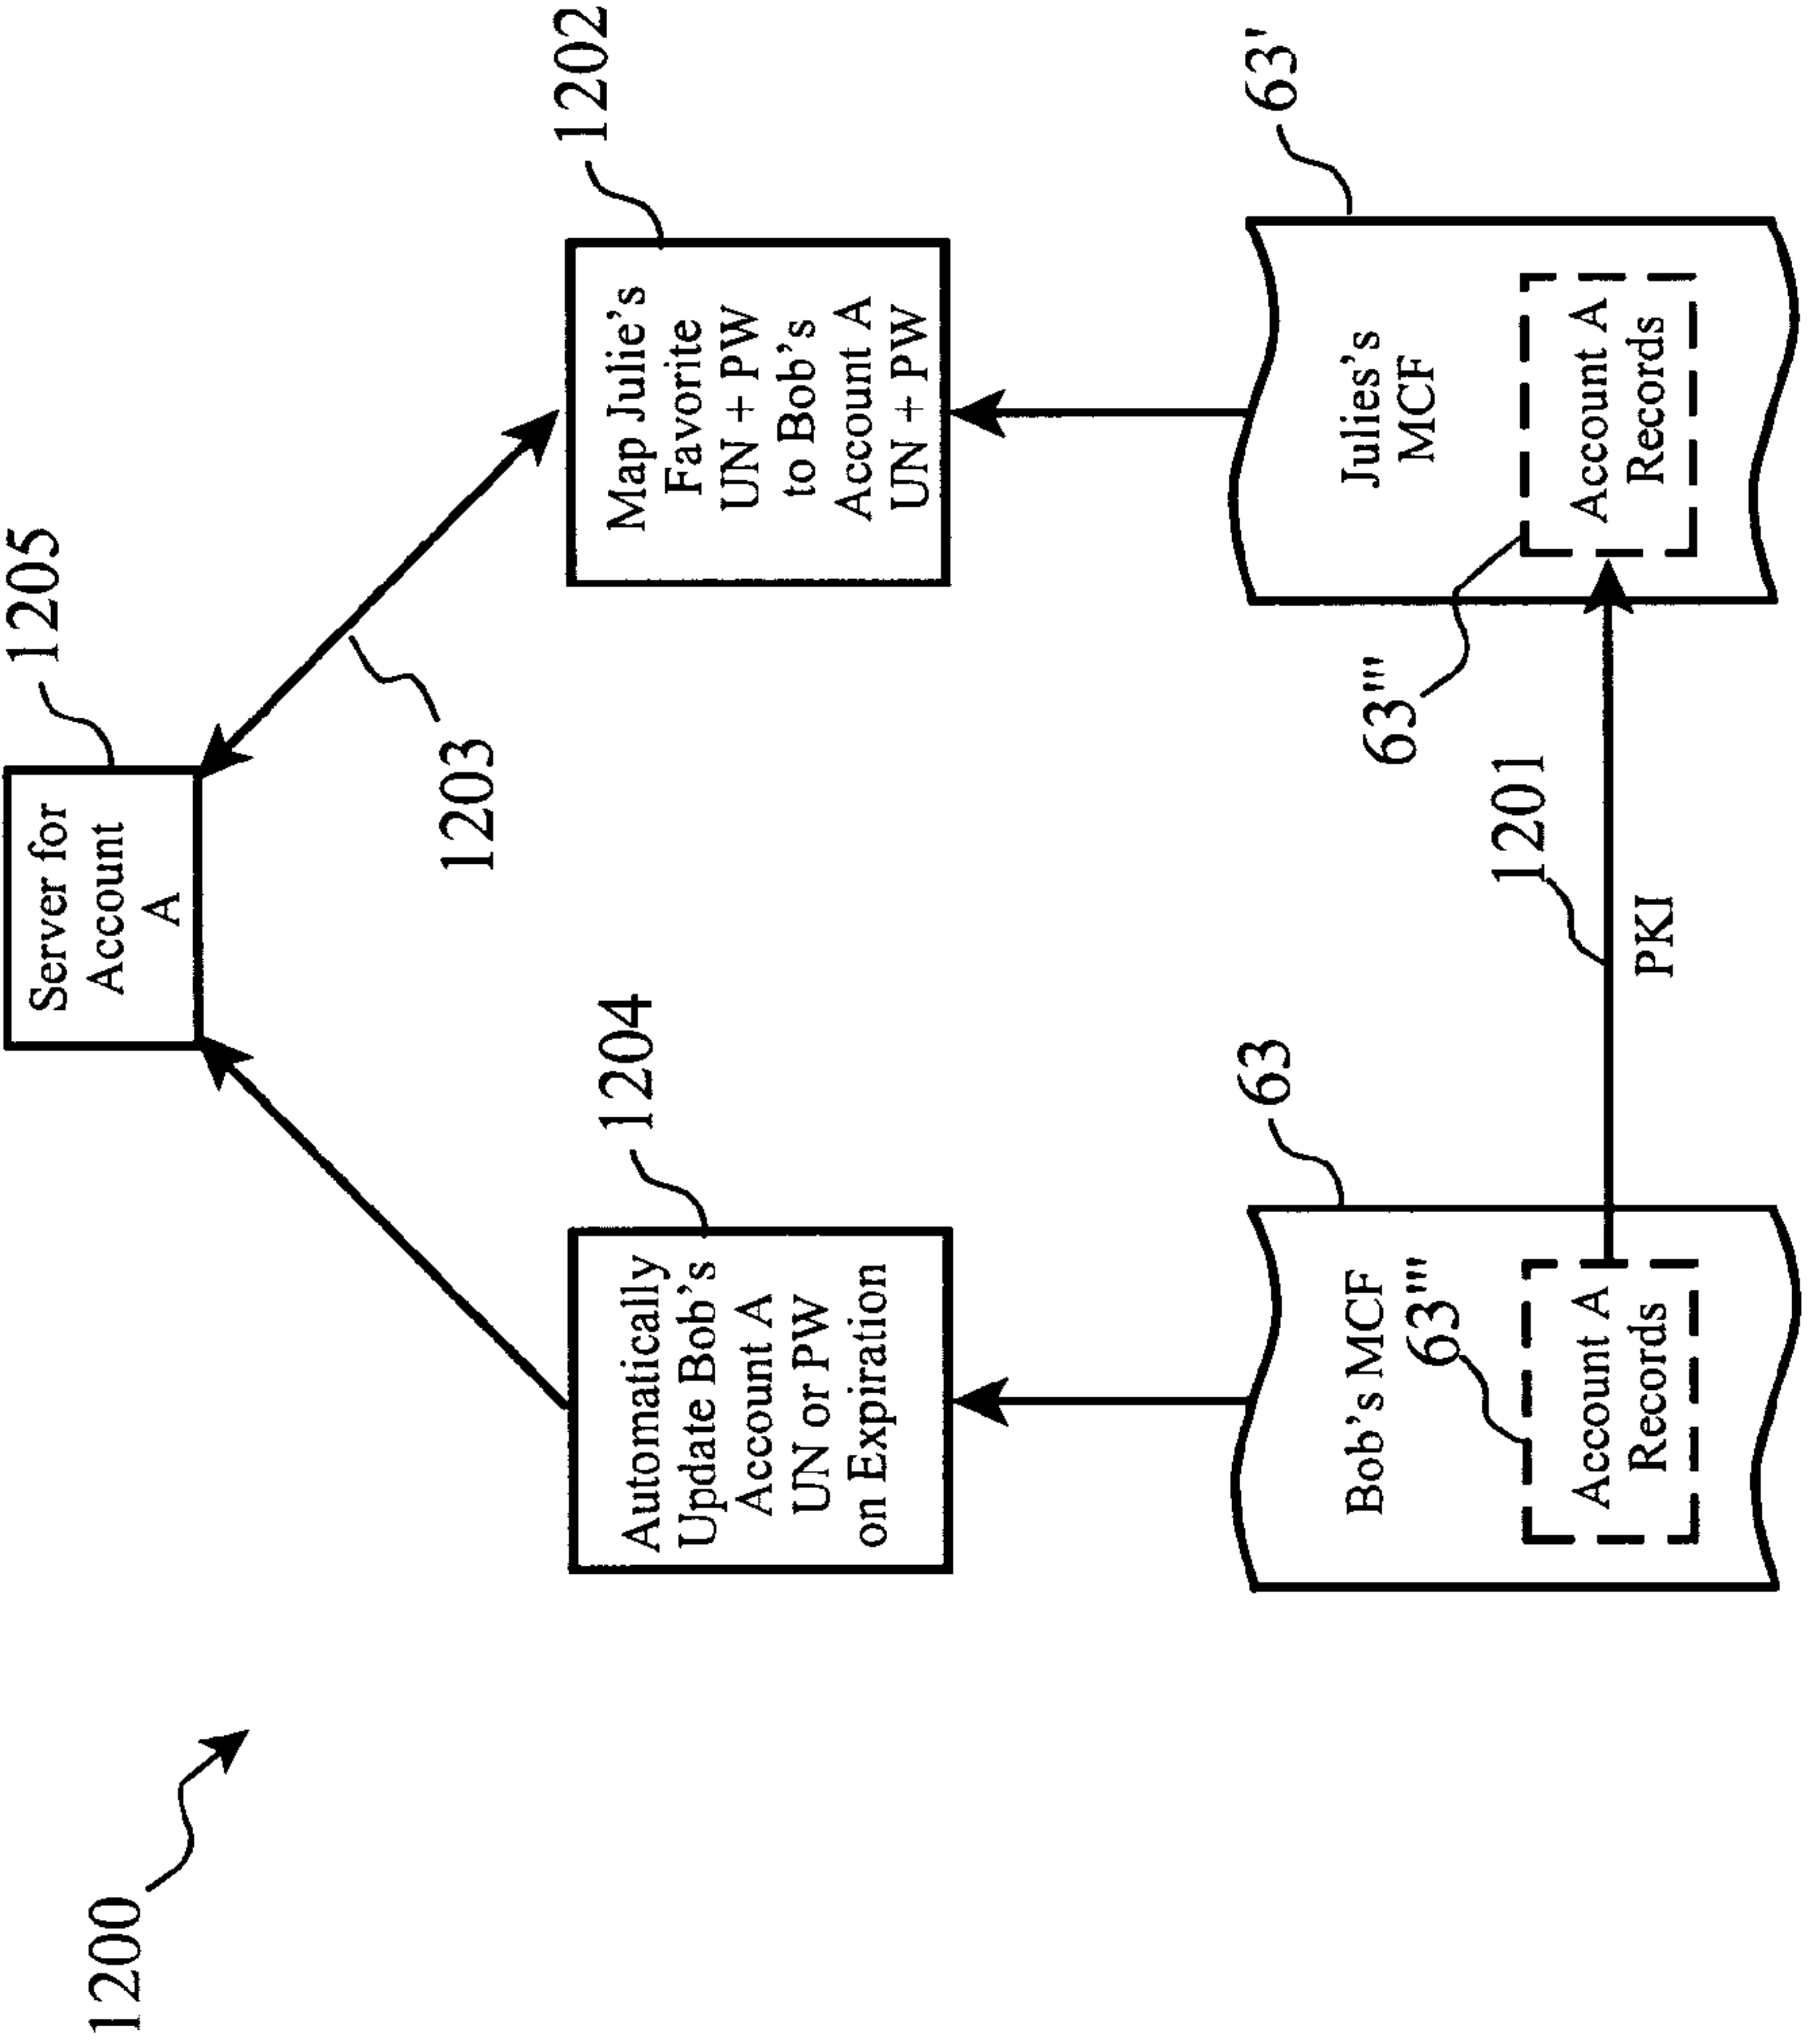 1200
Server for
Account
A
1205
1203
Automatically
Update Bob's
Account A
UN or PW
on Expiration
1204
Map Julie's
Favorite
UN + PW
to Bob's
Account A
UN + PW
1202
Bob's MCF
63'''
Account A
Records
63
1201
PKI
63'''
Julies's
MCF
Account A
Records
63'